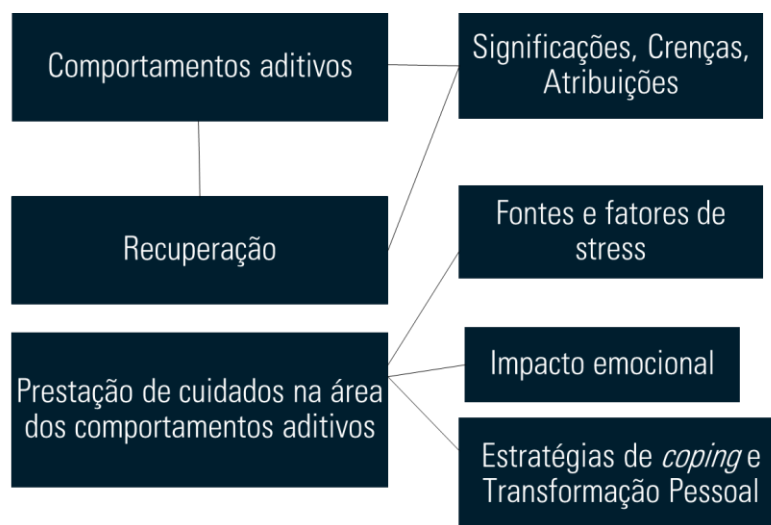 Comportamentos aditivos
Significações, Crenças,
Atribuições
Recuperação
Fontes e fatores de
stress
Prestação de cuidados na área
dos comportamentos aditivos
Impacto emocional
Estratégias de coping e
Transformação Pessoal